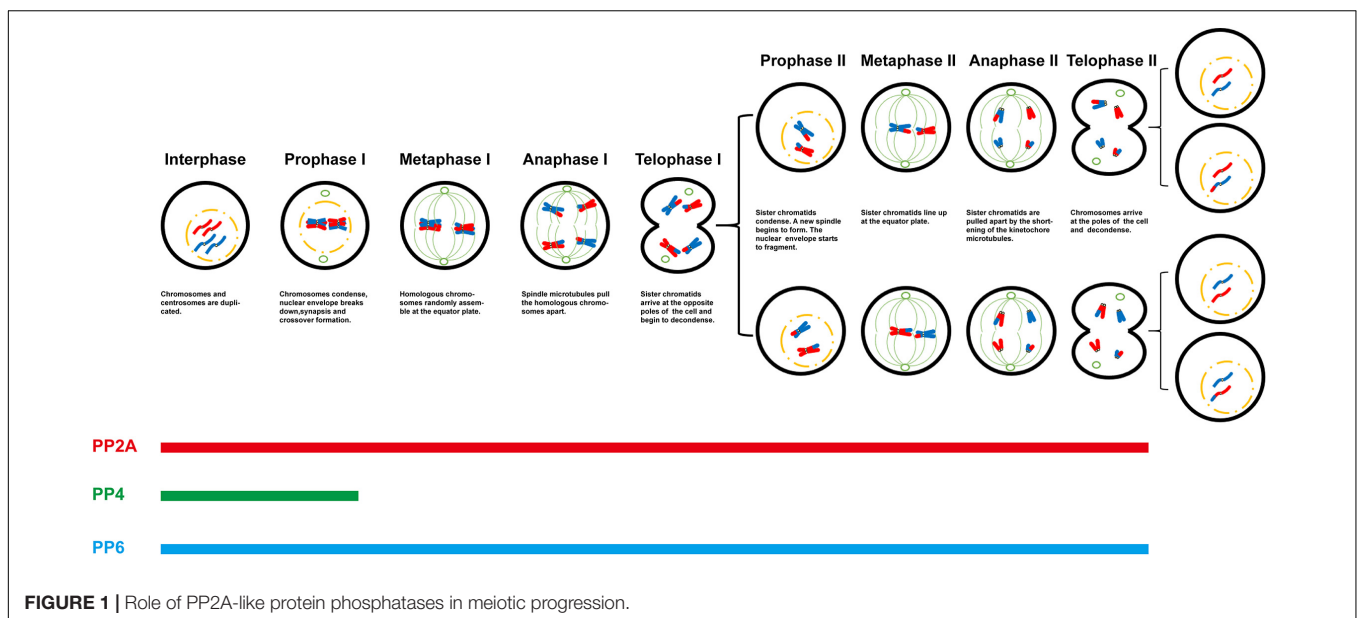 Prophase II
Metaphase II
Anaphase II
Telophase II
Interphase
Prophase I
Metaphase I
Anaphase I
Telophase I
Sister chromatids
condense. A new spindle
begins to form. The
nuclear envelope starts
to fragment.
Sister chromatids line up
at the equator plate.
Sister chromatids are
pulled apart by the short-
ening of the kinetochore
microtubules.
Chromosomes arrive
at the poles of the cell
and decondense.
Chromosomes and
centrosomes are dupli-
cated.
Chromosomes condense,
nuclear envelope breaks
down,synapsis and
crossover formation.
Homologous chromo-
somes randomly assem-
ble at the equator plate.
Spindle microtubules pull
the homologous chromo-
somes apart.
Sister chromatids
arrive at the opposite
poles of the cell and
begin to decondense.
PP2A
PP4
PP6
FIGURE 1 | Role of PP2A-like protein phosphatases in meiotic progression.